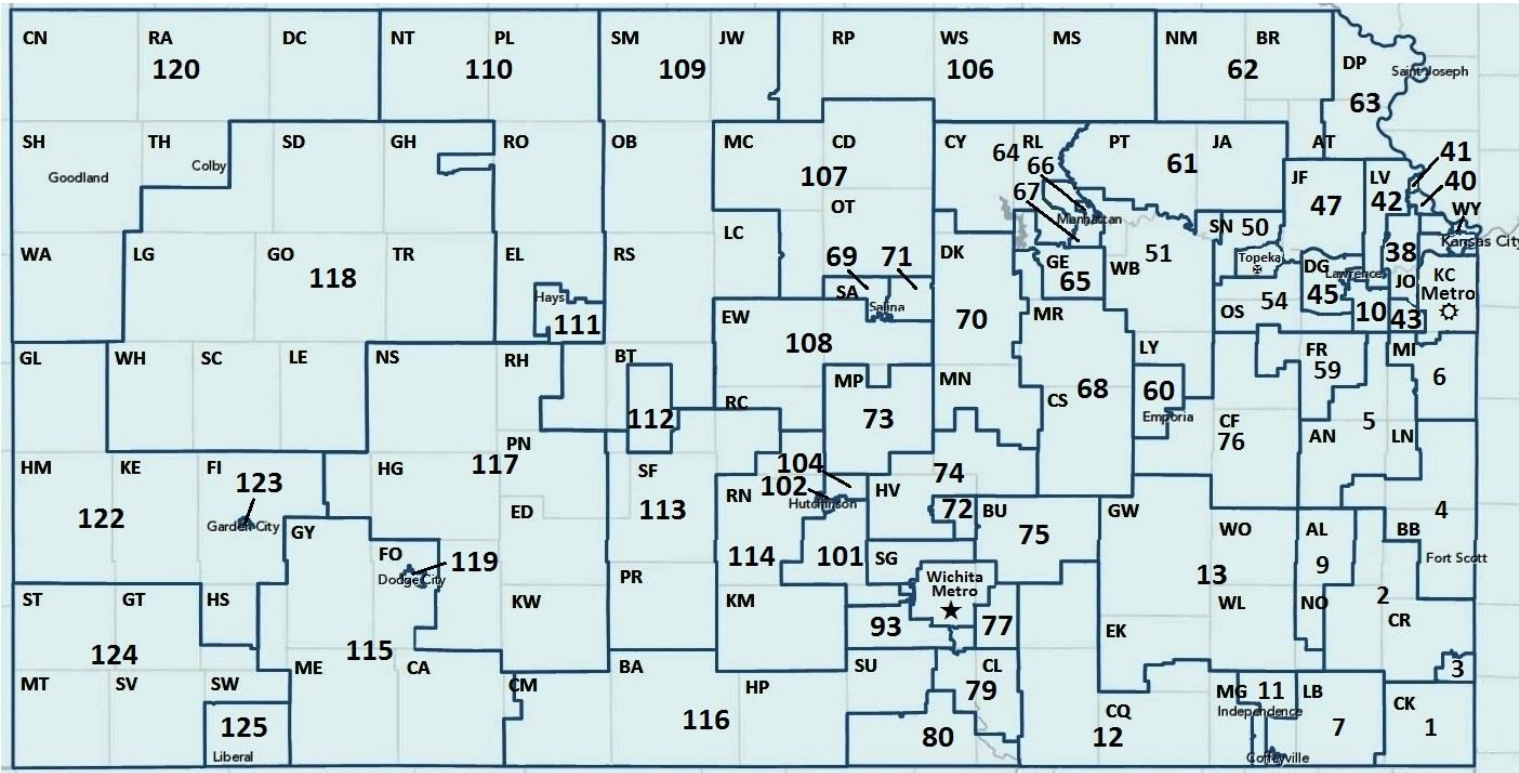 CN RA DC NT PL SM JW RP WS MS NM BR
DP
120 110 109 106 62
Saint Joseph
63
SH TH SD GH RO OB MC CD CY RL PT JA AT
Goodland Colby
64 66 61 41
107 67 JF LV 40
OT 47 42 WY
Manhattan SN 50
LC Kansas City
WA LG GO TR EL RS DK 51
69 71 GE WB Topeka DG Lawrence 38 KC
118 65 JO Metro
Hays SA Salina 54 45 10 43
111 EW 70 MR OS
108
GL WH SC LE NS RH BT LY FR MI
MP MN 59 6
68 60
RC CS
112 73 Emporia CF 5
76 AN LN
PN
HM KE FI HG 117 SF 104 74
123 102 HV
RN Hutchinson
122 ED 113 72 BU GW 4
Garden City 75 WO AL BB
GY
FO 119 114 101 SG 9 Fort Scott
Dodge City PR Wichita 13
Metro
ST GT HS KW KM WL NO 2
CR
93 77 EK
124 115
ME CA BA SU CL 3
MT SV SW CM HP 79 MG 11 LB
CK
Independence
116 CQ
125 80 12 7 1
Liberal Coffeyville